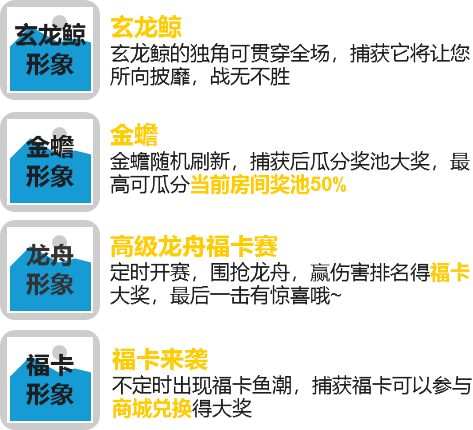 玄龙鲸
形象
玄龙鲸
玄龙鲸的独角可贯穿全场，捕获它将让您
所向披靡，战无不胜
金蟾
形象
金蟾
金蟾随机刷新，捕获后瓜分奖池大奖，最
高可瓜分当前房间奖池50%
龙舟
形象
高级龙舟福卡赛
定时开赛，围抢龙舟，赢伤害排名得福卡
大奖，最后一击有惊喜哦~
福卡
形象
福卡来袭
不定时出现福卡鱼潮，捕获福卡可以参与
商城兑换得大奖